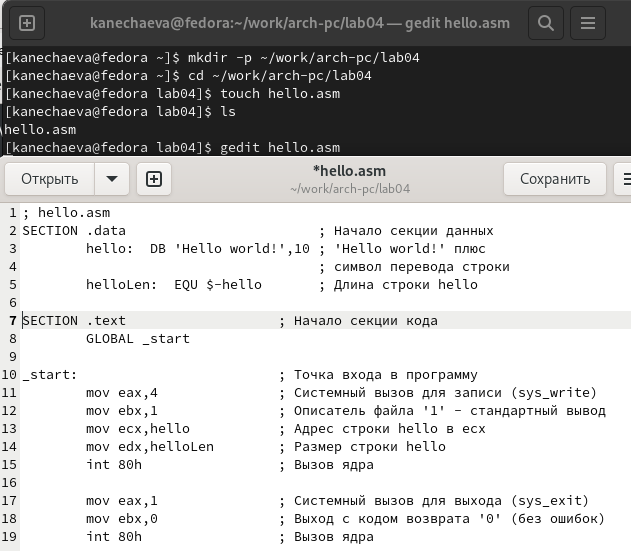 kanechaeva@fedora:~/work/arch-pc/lab04 — gedit hello.asm
[kanechaeva@fedora ~]$ mkdir -p ~/work/arch-pc/lab04
[kanechaeva@fedora ~]$ cd ~/work/arch-pc/lab04
[kanechaeva@fedora lab04]$ touch hello.asm
[kanechaeva@fedora lab04]$ ls
hello.asm
[kanechaeva@fedora lab04]$ gedit hello.asm
Открыть
*hello.asm
~/work/arch-pc/lab04
Сохранить
1 ; hello.asm
2 SECTION .data                        ; Начало секции данных
3         hello:  DB 'Hello world!',10 ; 'Hello world!' плюс
4                                      ; символ перевода строки
5         helloLen:  EQU $-hello       ; Длина строки hello
6
7 SECTION .text                   ; Начало секции кода
8         GLOBAL _start
9
10 _start:                         ; Точка входа в программу
11         mov eax,4               ; Системный вызов для записи (sys_write)
12         mov ebx,1               ; Описатель файла '1' - стандартный вывод
13         mov ecx,hello           ; Адрес строки hello в ecx
14         mov edx,helloLen        ; Размер строки hello
15         int 80h                 ; Вызов ядра
16
17         mov eax,1               ; Системный вызов для выхода (sys_exit)
18         mov ebx,0               ; Выход с кодом возврата '0' (без ошибок)
19         int 80h                 ; Вызов ядра